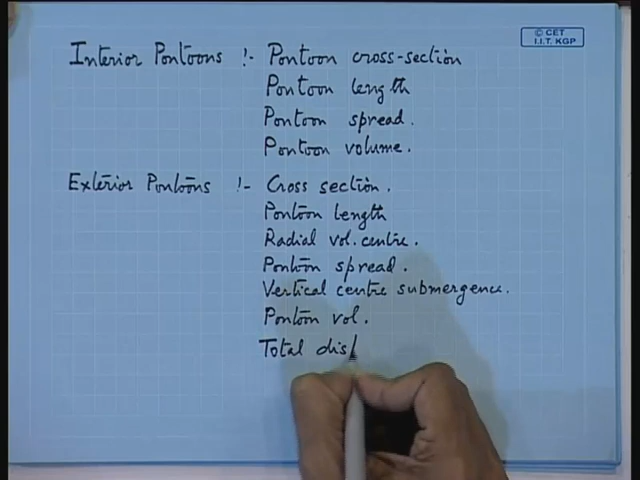 © CET
I.I.T. KGP
Interior Pontoons :- Pontoon cross-section
Pontoon length
Pontoon spread.
Pontoon volume.
Exterior Pontoons :- Cross section.
Pontoon length
Radial vol. centre.
Pontoon spread.
Vertical centre submergence.
Pontoon vol.
Total disp